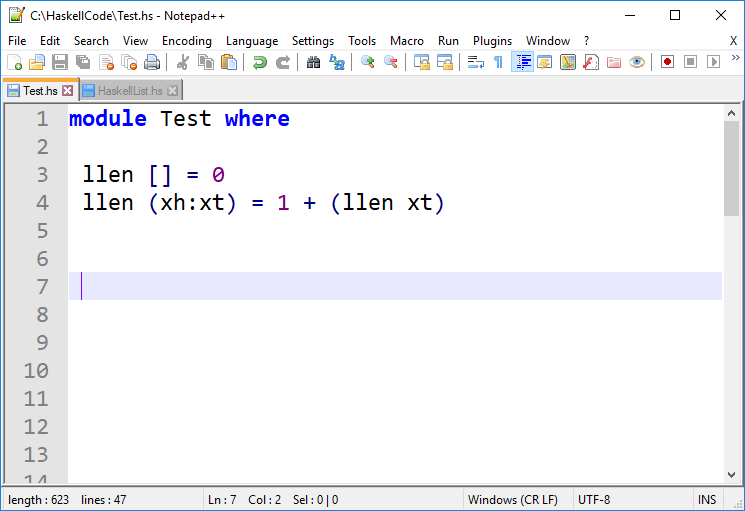 C:\HaskellCode\Test.hs - Notepad++
File Edit Search View Encoding Language Settings Tools Macro Run Plugins Window ? X
Test.hs HaskellList.hs
1 module Test where
2
3 llen [] = 0
4 llen (xh:xt) = 1 + (llen xt)
5
6
7
8
9
10
11
12
13
14
length : 623 lines : 47 Ln : 7 Col : 2 Sel : 0 | 0 Windows (CR LF) UTF-8 INS